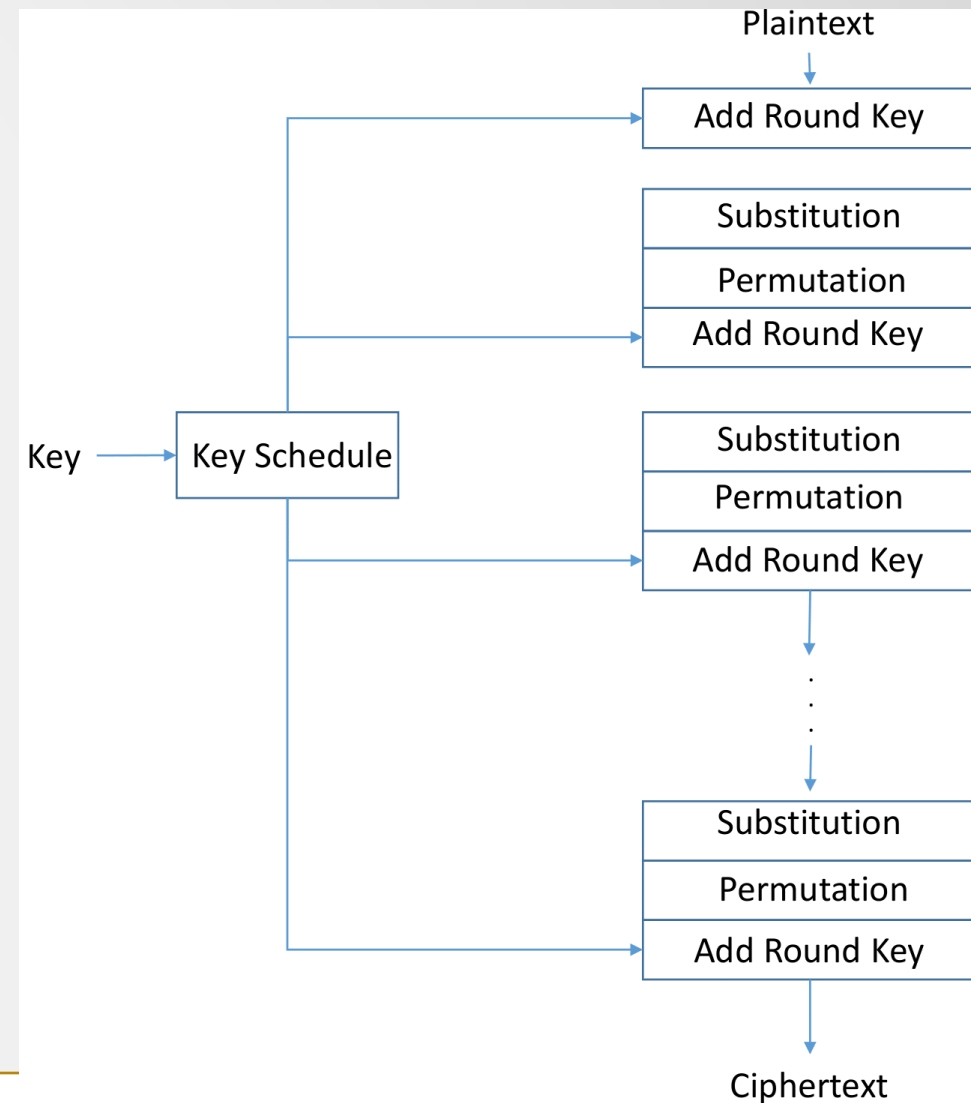 Plaintext
Add Round Key
Substitution
Permutation
Add Round Key
Key
Key Schedule
Substitution
Permutation
Add Round Key
.
.
.
Substitution
Permutation
Add Round Key
Ciphertext